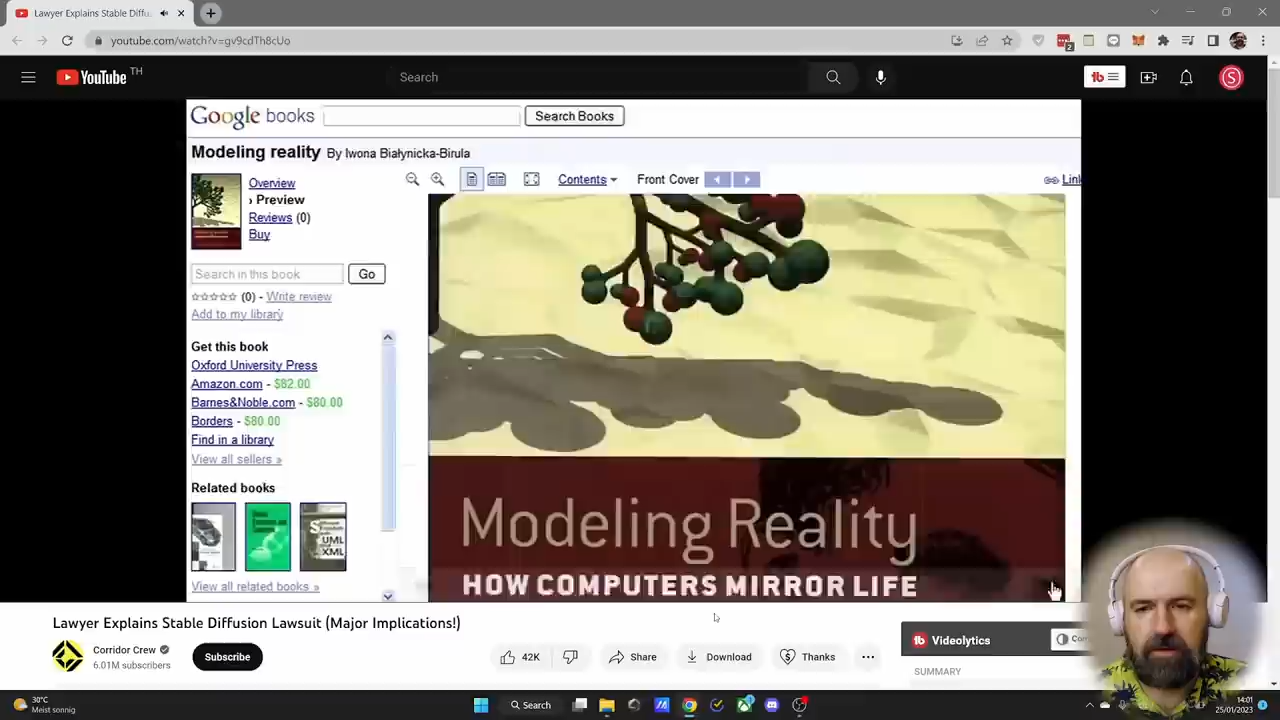 Lawyer Explains Stable Diffu
youtube.com/watch?v=gv9cdTh8cUo
2
YouTube TH
Search
tb
S
Google books
Search Books
Modeling reality By Iwona Białynicka-Birula
Overview
› Preview
Reviews (0)
Buy
Contents
Front Cover
Link
Search in this book
Go
(0) - Write review
Add to my library
Get this book
Oxford University Press
Amazon.com - $82.00
Barnes&Noble.com - $80.00
Borders - $80.00
Find in a library
View all sellers »
Related books
UML
XML
View all related books »
Modeling Reality
HOW COMPUTERS MIRROR LIFE
Lawyer Explains Stable Diffusion Lawsuit (Major Implications!)
Corridor Crew
6.01M subscribers
Subscribe
42K
Share
Download
Thanks
tb Videolytics
SUMMARY
30°C
Meist sonnig
Search
14:01
25/01/2023